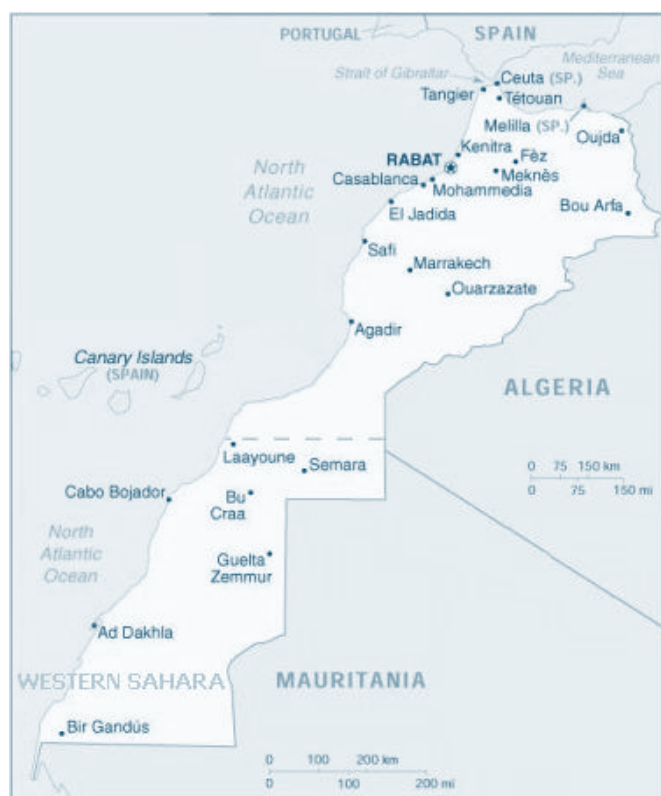 PORTUGAL
SPAIN
Strait of Gibraltar
Mediterranean
Sea
Ceuta (SP.)
Tangier
Tétouan
Melilla (SP.)
Oujda
Kenitra
RABAT
Fèz
North
Atlantic
Ocean
Casablanca
Mohammedia
Meknès
El Jadida
Bou Arfa
Safi
Marrakech
Ouarzazate
Agadir
Canary Islands
(SPAIN)
ALGERIA
Laayoune
Semara
0 75 150 km
0 75 150 mi
Cabo Bojador
Bu
Craa
North
Atlantic
Ocean
Guelta
Zemmur
Ad Dakhla
WESTERN SAHARA
MAURITANIA
Bir Gandús
0 100 200 km
0 100 200 mi